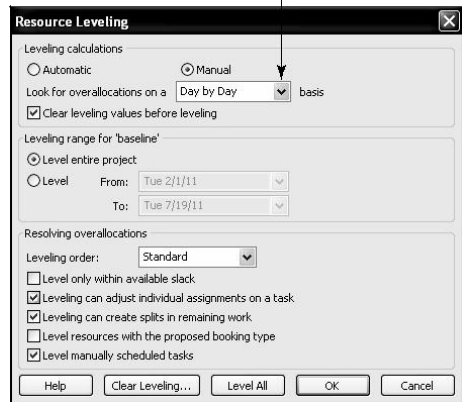 Resource Leveling
Leveling calculations
Automatic Manual
Look for overallocations on a Day by Day basis
Clear leveling values before leveling
Leveling range for 'baseline'
Level entire project
Level From: Tue 2/1/11
To: Tue 7/19/11
Resolving overallocations
Leveling order: Standard
Level only within available slack
Leveling can adjust individual assignments on a task
Leveling can create splits in remaining work
Level resources with the proposed booking type
Level manually scheduled tasks
Help Clear Leveling... Level All OK Cancel